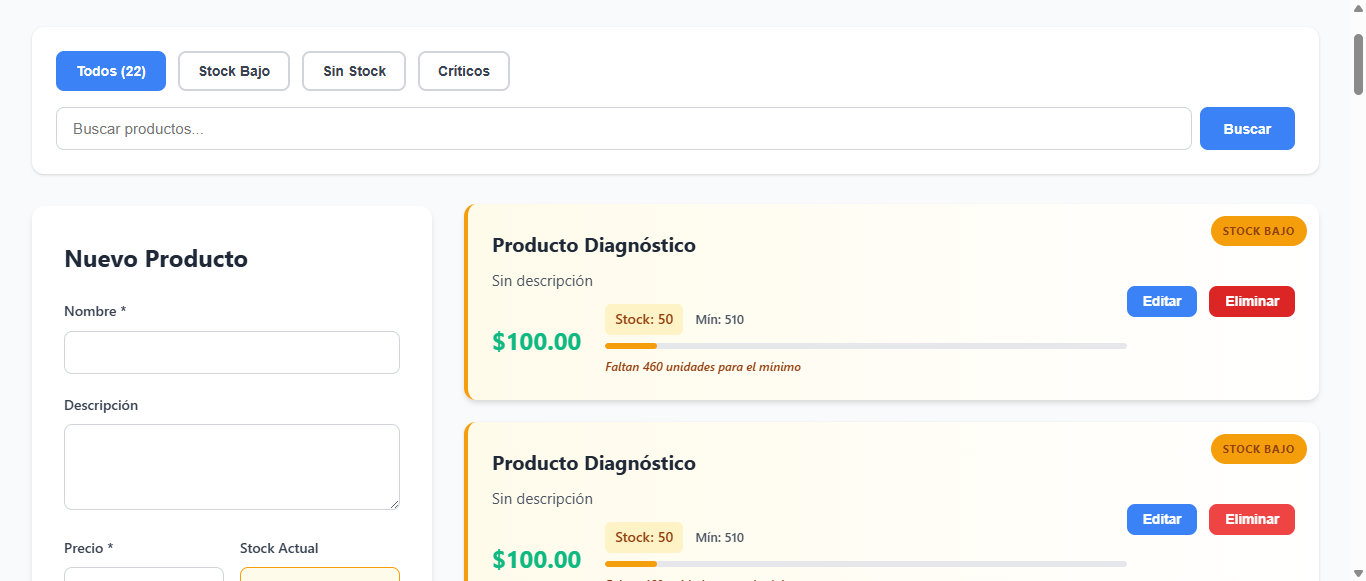 Todos (22)
Stock Bajo
Sin Stock
Críticos
Buscar productos...
Buscar
Nuevo Producto
Nombre *
Descripción
Precio *
Stock Actual
STOCK BAJO
Producto Diagnóstico
Sin descripción
Editar
Eliminar
$100.00
Stock: 50
Mín: 510
Faltan 460 unidades para el mínimo
STOCK BAJO
Producto Diagnóstico
Sin descripción
Editar
Eliminar
$100.00
Stock: 50
Mín: 510